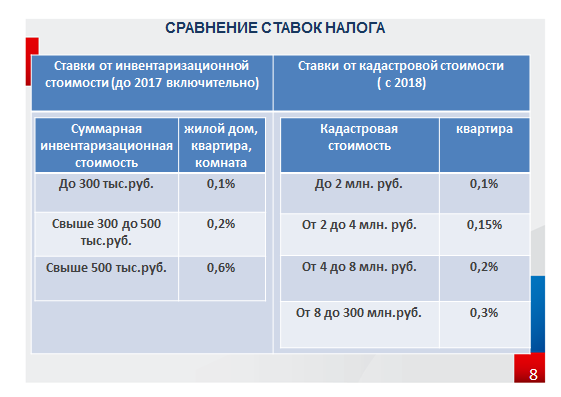 СРАВНЕНИЕ СТАВОК НАЛОГА
Ставки от инвентаризационной
стоимости (до 2017 включительно)
Ставки от кадастровой стоимости
( с 2018)
Суммарная
инвентаризационная
стоимость
жилой дом,
квартира,
комната
До 300 тыс.руб.
0,1%
Свыше 300 до 500
тыс.руб.
0,2%
Свыше 500 тыс.руб.
0,6%
Кадастровая
стоимость
квартира
До 2 млн. руб.
0,1%
От 2 до 4 млн. руб.
0,15%
От 4 до 8 млн. руб.
0,2%
От 8 до 300 млн.руб.
0,3%
8